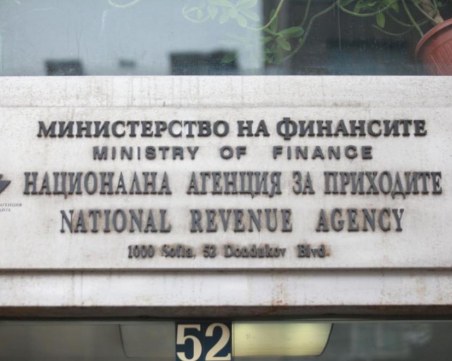 МИНИСТЕРСТВО НА ФИНАНСИТЕ
MINISTRY OF FINANCE
НАЦИОНАЛНА АГЕНЦИЯ ЗА ПРИХОДИТЕ
NATIONAL REVENUE AGENCY
1000 Sofia, 52 Dondukov Blvd.
52